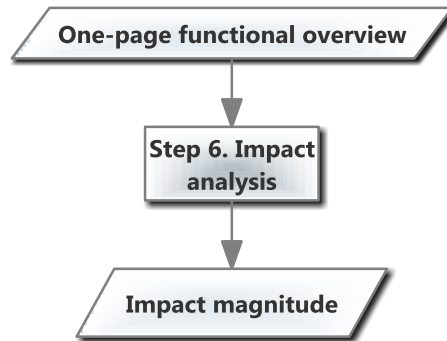 One-page functional overview
Step 6. Impact
analysis
Impact magnitude